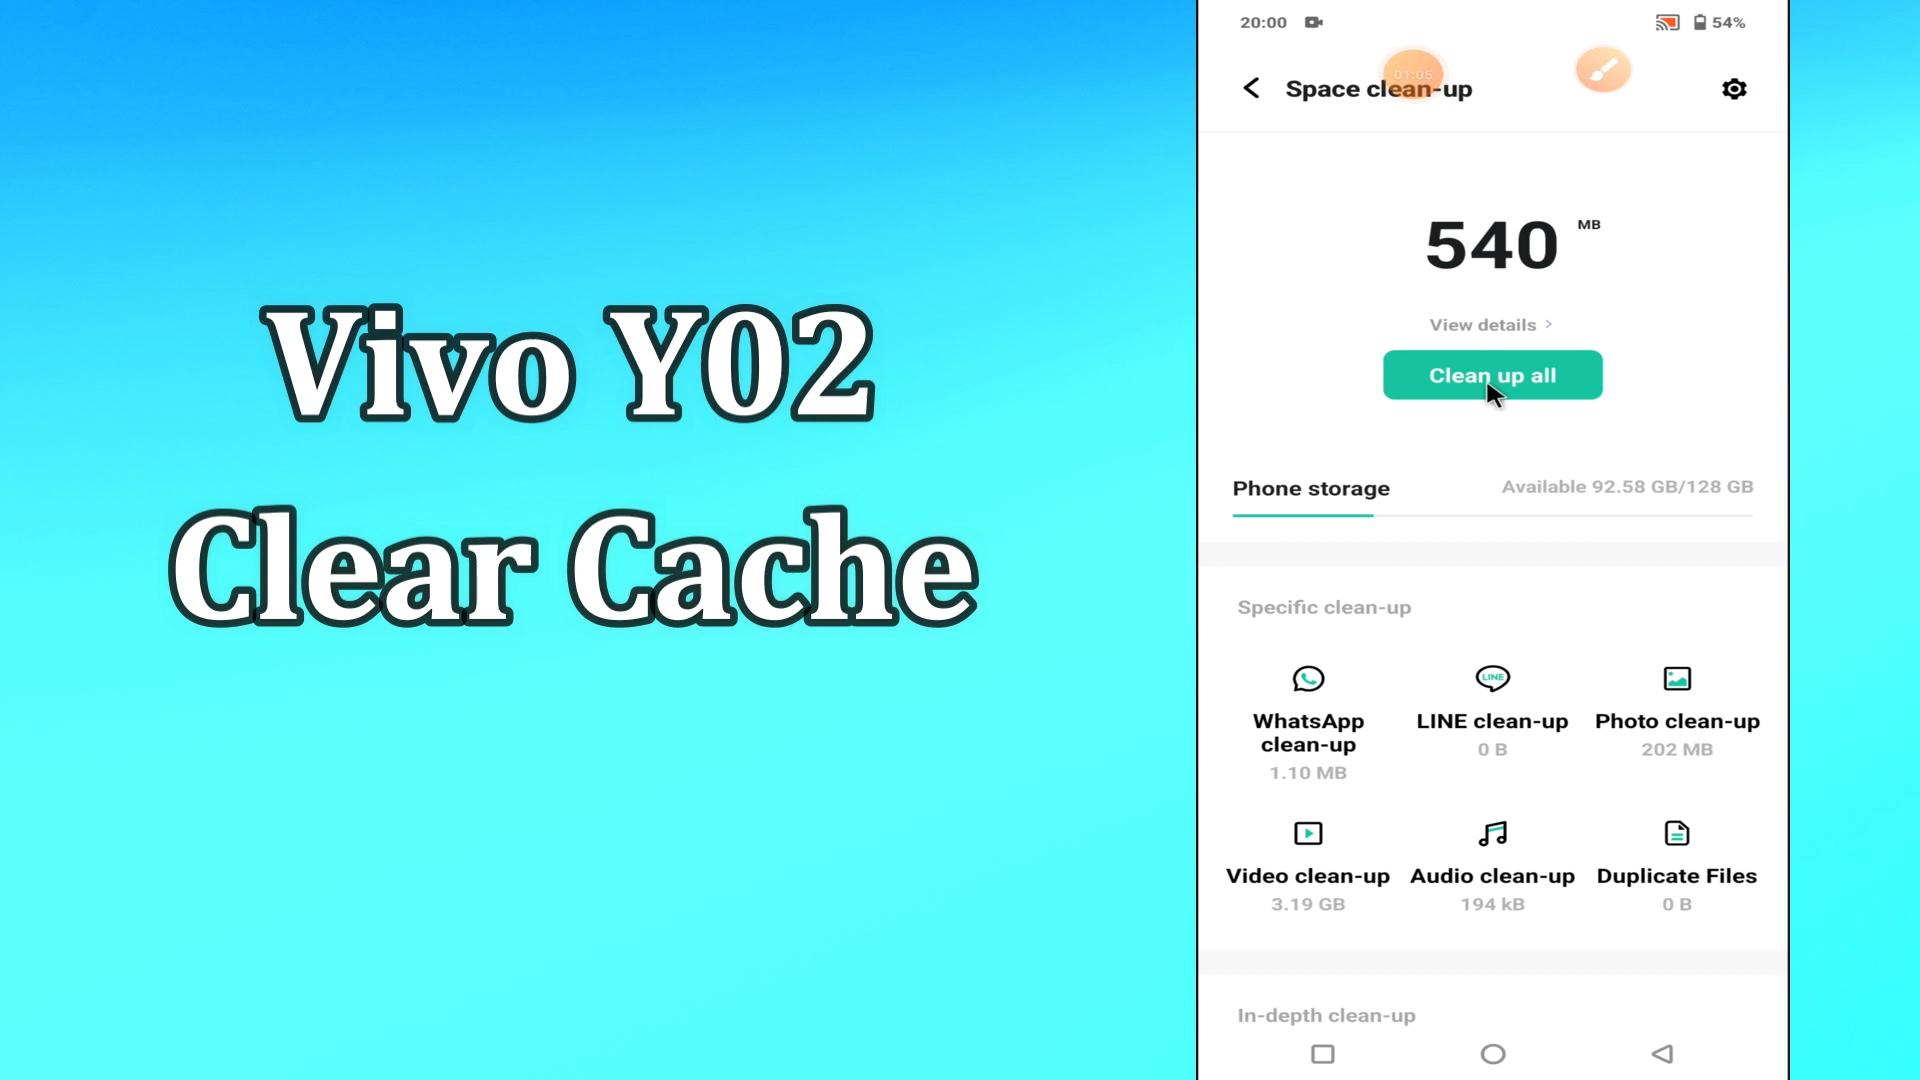 Vivo Y02
Clear Cache
20:00
54%
01:05
Space clean-up
540 MB
View details >
Clean up all
Phone storage
Available 92.58 GB/128 GB
Specific clean-up
WhatsApp
clean-up
1.10 MB
LINE
LINE clean-up
0 B
Photo clean-up
202 MB
Video clean-up
3.19 GB
Audio clean-up
194 kB
Duplicate Files
0 B
In-depth clean-up